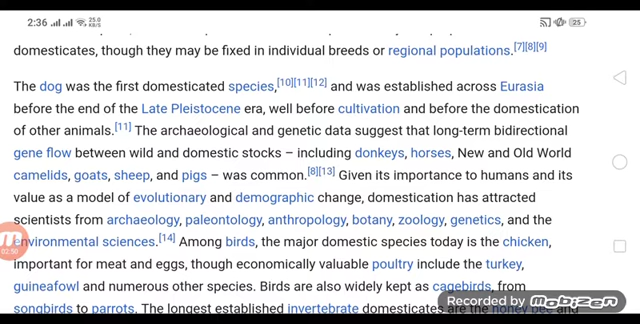 2:36 25.0 KB/S 25
domesticates, though they may be fixed in individual breeds or regional populations.[7][8][9]
The dog was the first domesticated species,[10][11][12] and was established across Eurasia
before the end of the Late Pleistocene era, well before cultivation and before the domestication
of other animals.[11] The archaeological and genetic data suggest that long-term bidirectional
gene flow between wild and domestic stocks – including donkeys, horses, New and Old World
camelids, goats, sheep, and pigs – was common.[8][13] Given its importance to humans and its
value as a model of evolutionary and demographic change, domestication has attracted
scientists from archaeology, paleontology, anthropology, botany, zoology, genetics, and the
environmental sciences.[14] Among birds, the major domestic species today is the chicken,
02:50
important for meat and eggs, though economically valuable poultry include the turkey,
guineafowl and numerous other species. Birds are also widely kept as cagebirds, from
songbirds to parrots. The longest established invertebrate domesticates are the honey bee and
Recorded by Mobizen